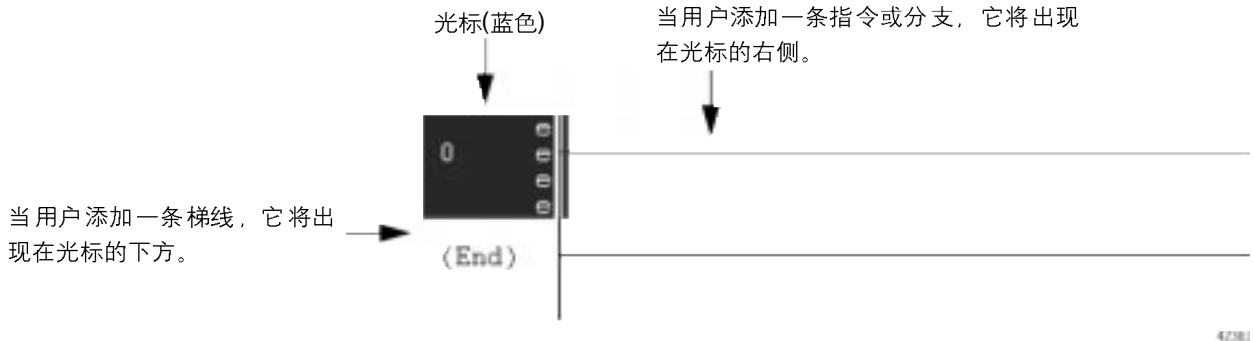 光标(蓝色)
当用户添加一条指令或分支，它将出现
在光标的右侧。
0
e
e
e
e
当用户添加一条梯线，它将出
现在光标的下方。
(End)